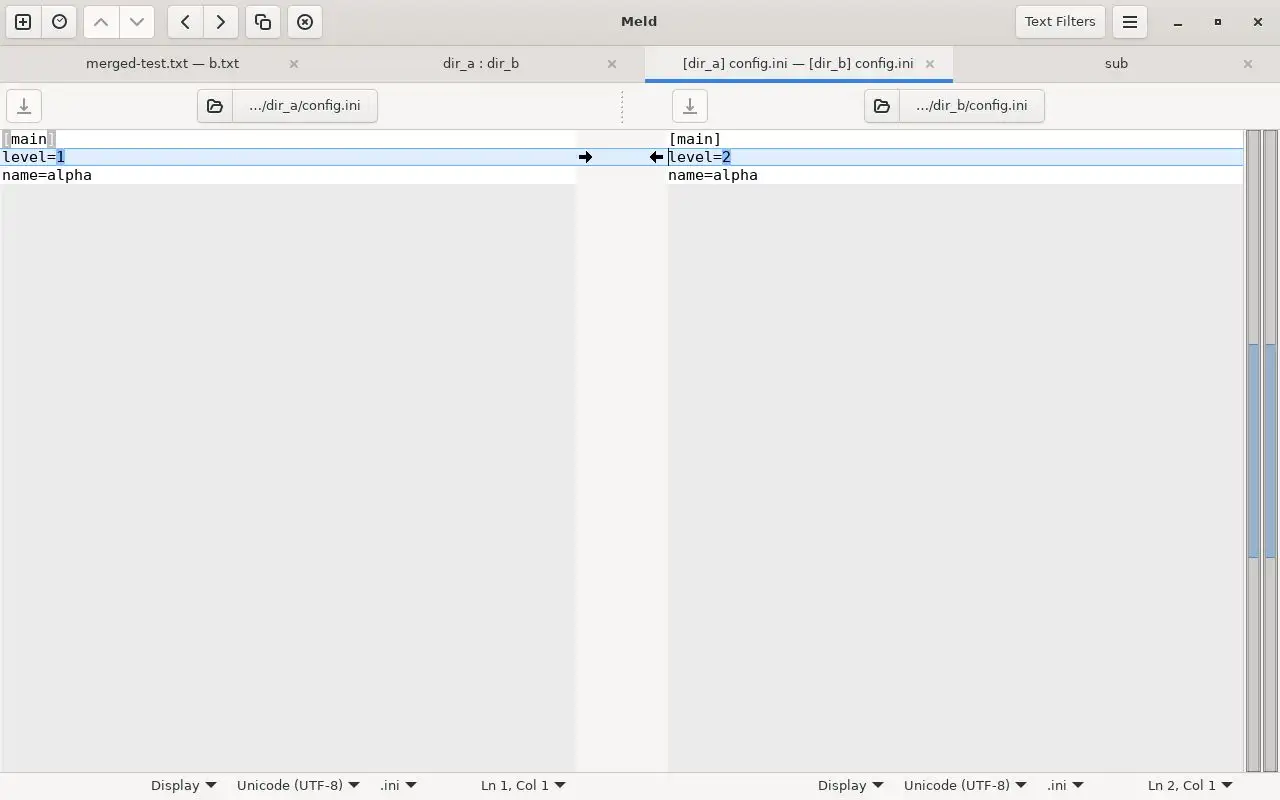 Meld
Text Filters
merged-test.txt — b.txt
dir_a : dir_b
[dir_a] config.ini — [dir_b] config.ini
sub
.../dir_a/config.ini
.../dir_b/config.ini
[main]
level=1
name=alpha
[main]
level=2
name=alpha
Display Unicode (UTF-8) .ini Ln 1, Col 1
Display Unicode (UTF-8) .ini Ln 2, Col 1